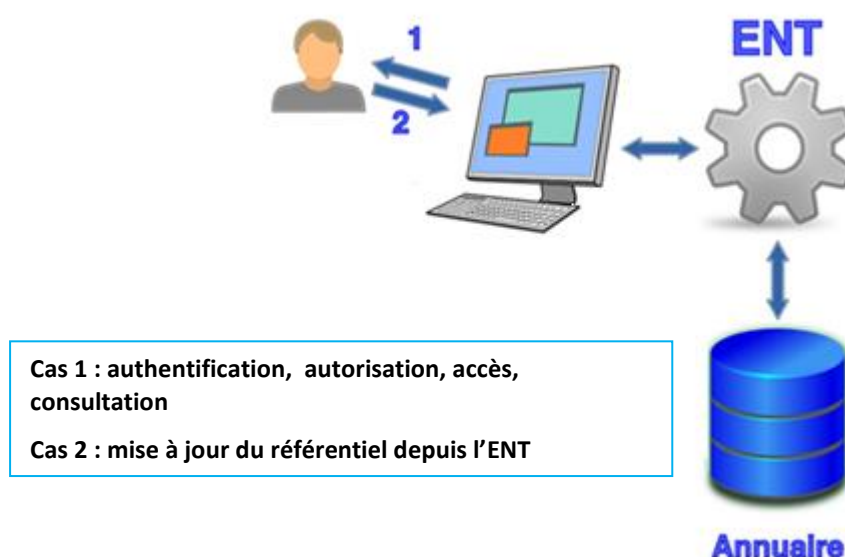 1
ENT
2
Cas 1 : authentification, autorisation, accès,
consultation
Cas 2 : mise à jour du référentiel depuis l’ENT
Annuaire